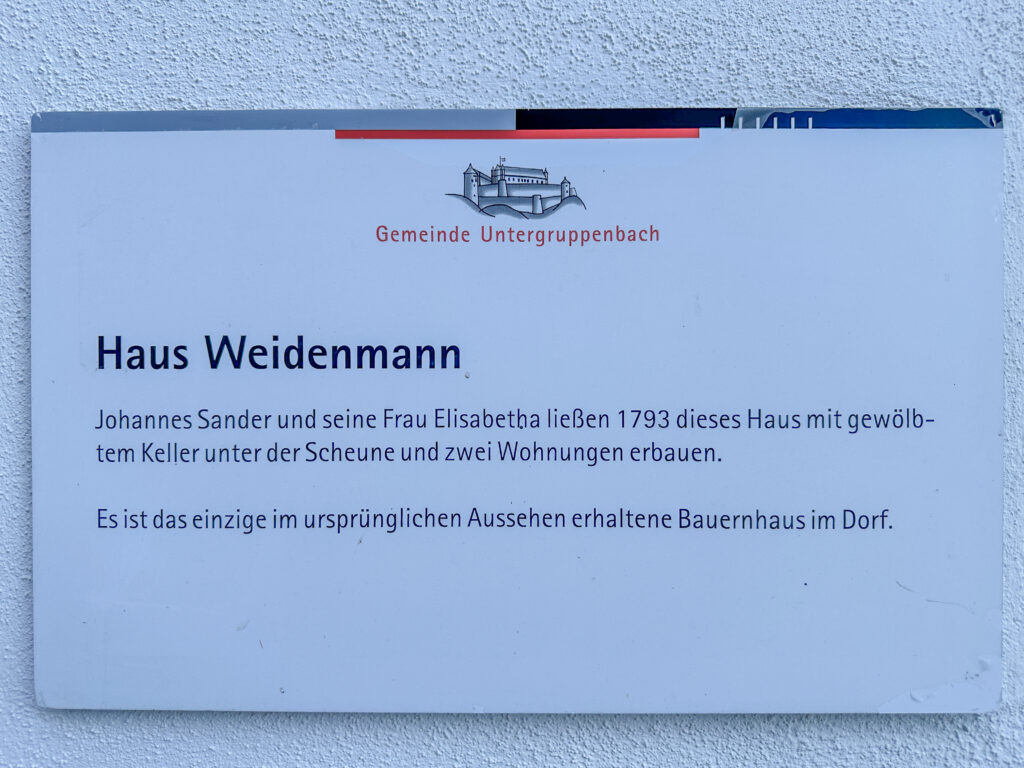 Gemeinde Untergruppenbach
Haus Weidenmann
Johannes Sander und seine Frau Elisabetha ließen 1793 dieses Haus mit gewölb-
tem Keller unter der Scheune und zwei Wohnungen erbauen.
Es ist das einzige im ursprünglichen Aussehen erhaltene Bauernhaus im Dorf.